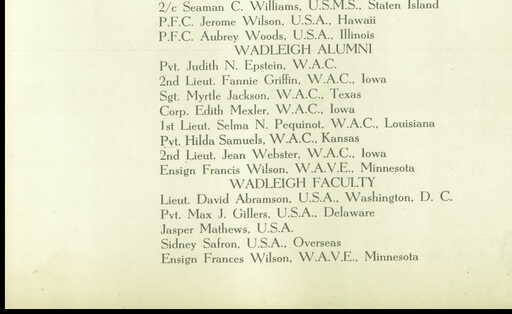 2/c Seaman C. Williams, U.S.M.S., Staten Island
P.F.C. Jerome Wilson, U.S.A., Hawaii
P.F.C. Aubrey Woods, U.S.A., Illinois
WADLEIGH ALUMNI
Pvt. Judith N. Epstein, W.A.C.
2nd Lieut. Fannie Griffin, W.A.C., Iowa
Sgt. Myrtle Jackson, W.A.C., Texas
Corp. Edith Mexler, W.A.C., Iowa
1st Lieut. Selma N. Pequinot, W.A.C., Louisiana
Pvt. Hilda Samuels, W.A.C., Kansas
2nd Lieut. Jean Webster, W.A.C., Iowa
Ensign Francis Wilson, W.A.V.E., Minnesota
WADLEIGH FACULTY
Lieut. David Abramson, U.S.A., Washington, D. C.
Pvt. Max J. Gillers, U.S.A., Delaware
Jasper Mathews, U.S.A.
Sidney Safron, U.S.A., Overseas
Ensign Frances Wilson, W.A.V.E., Minnesota